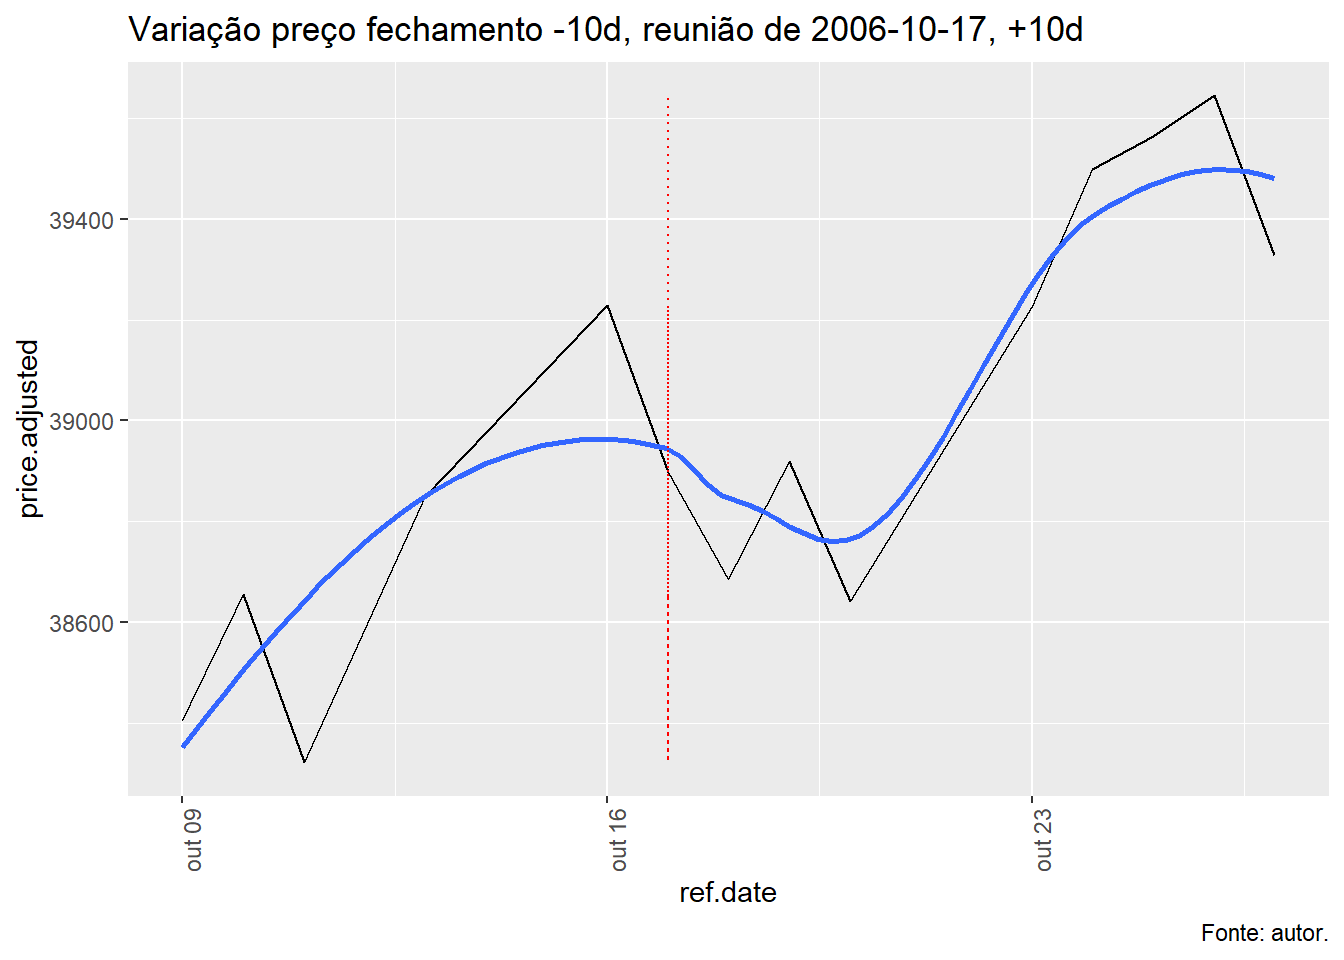 Variação preço fechamento -10d, reunião de 2006-10-17, +10d
price.adjusted
39400
39000
38600
out 09
out 16
out 23
ref.date
Fonte: autor.